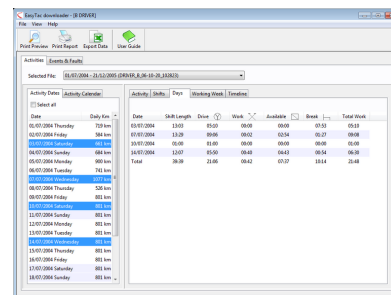 EasyTac downloader - [B DRIVER]
File View Help
Print Preview Print Report Export Data User Guide
Activities Events & Faults
Selected File: 01/07/2004 - 21/12/2005 (DRIVER_B_06-10-20_102823)
Activity Dates Activity Calendar
Select all
Date Daily Km
01/07/2004 Thursday 719 km
02/07/2004 Friday 584 km
03/07/2004 Saturday 661 km
04/07/2004 Sunday 684 km
05/07/2004 Monday 900 km
06/07/2004 Tuesday 741 km
07/07/2004 Wednesday 1077 km
08/07/2004 Thursday 526 km
09/07/2004 Friday 801 km
10/07/2004 Saturday 801 km
11/07/2004 Sunday 801 km
12/07/2004 Monday 801 km
13/07/2004 Tuesday 801 km
14/07/2004 Wednesday 801 km
15/07/2004 Thursday 801 km
16/07/2004 Friday 801 km
17/07/2004 Saturday 801 km
18/07/2004 Sunday 801 km
Activity Shifts Days Working Week Timeline
Date Shift Length Drive Work Available Break Total Work
03/07/2004 13:03 05:10 00:00 00:00 07:53 05:10
07/07/2004 13:29 09:06 00:02 02:54 01:27 09:08
10/07/2004 01:00 01:00 00:00 00:00 00:00 01:00
14/07/2004 12:07 05:50 00:40 04:43 00:54 06:30
Total 39:39 21:06 00:42 07:37 10:14 21:48